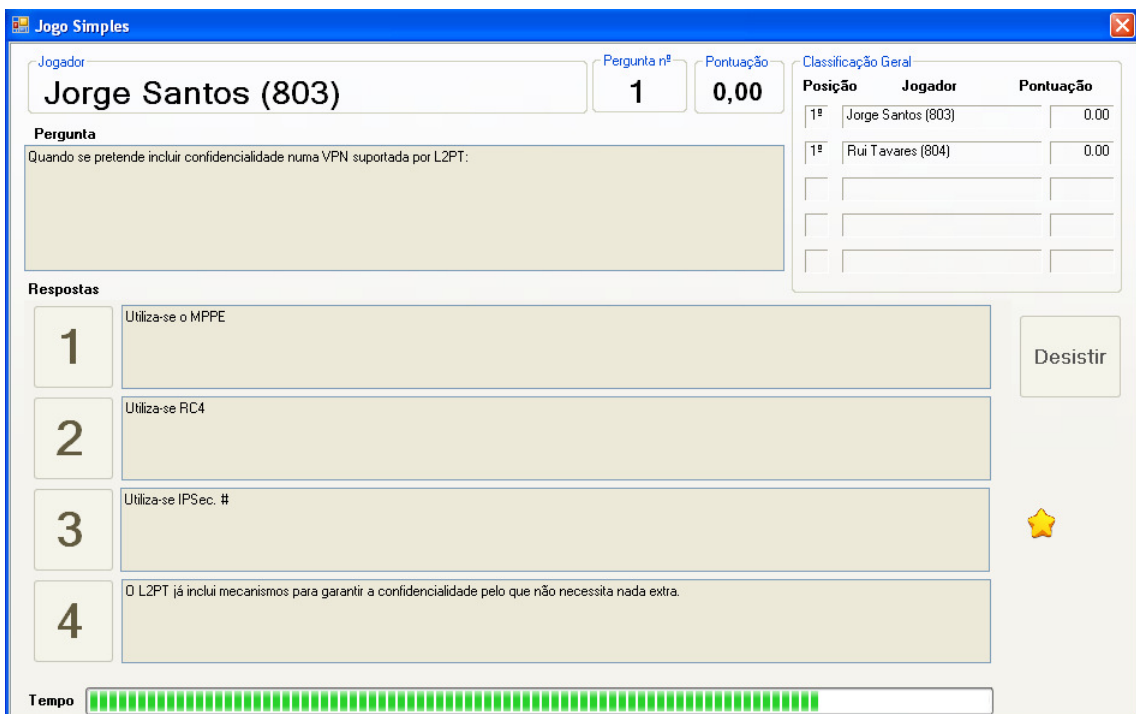 Jogo Simples
Jogador
Jorge Santos (803)
Pergunta nº
1
Pontuação
0,00
Classificação Geral
Posição Jogador Pontuação
1º Jorge Santos (803) 0.00
1º Rui Tavares (804) 0.00
Pergunta
Quando se pretende incluir confidencialidade numa VPN suportada por L2PT:
Respostas
1 Utiliza-se o MPPE
2 Utiliza-se RC4
3 Utiliza-se IPSec. #
4 O L2PT já inclui mecanismos para garantir a confidencialidade pelo que não necessita nada extra.
Desistir
Tempo